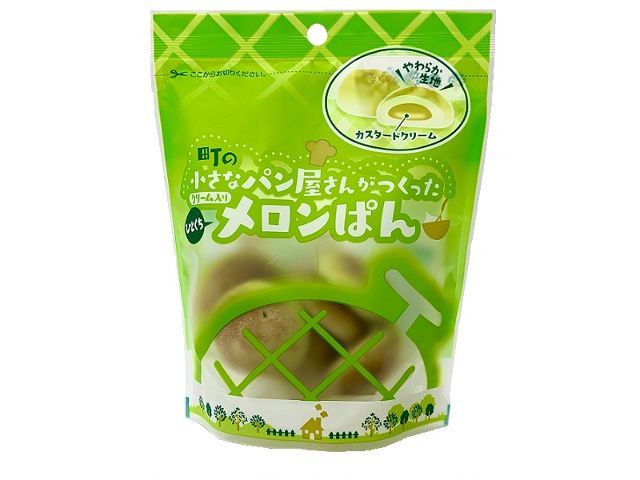 ここからお切りください。
やわらか
生地
カスタードクリーム
町の
小さなパン屋さんがつくった
クリーム入り
ひとくち
メロンぱん